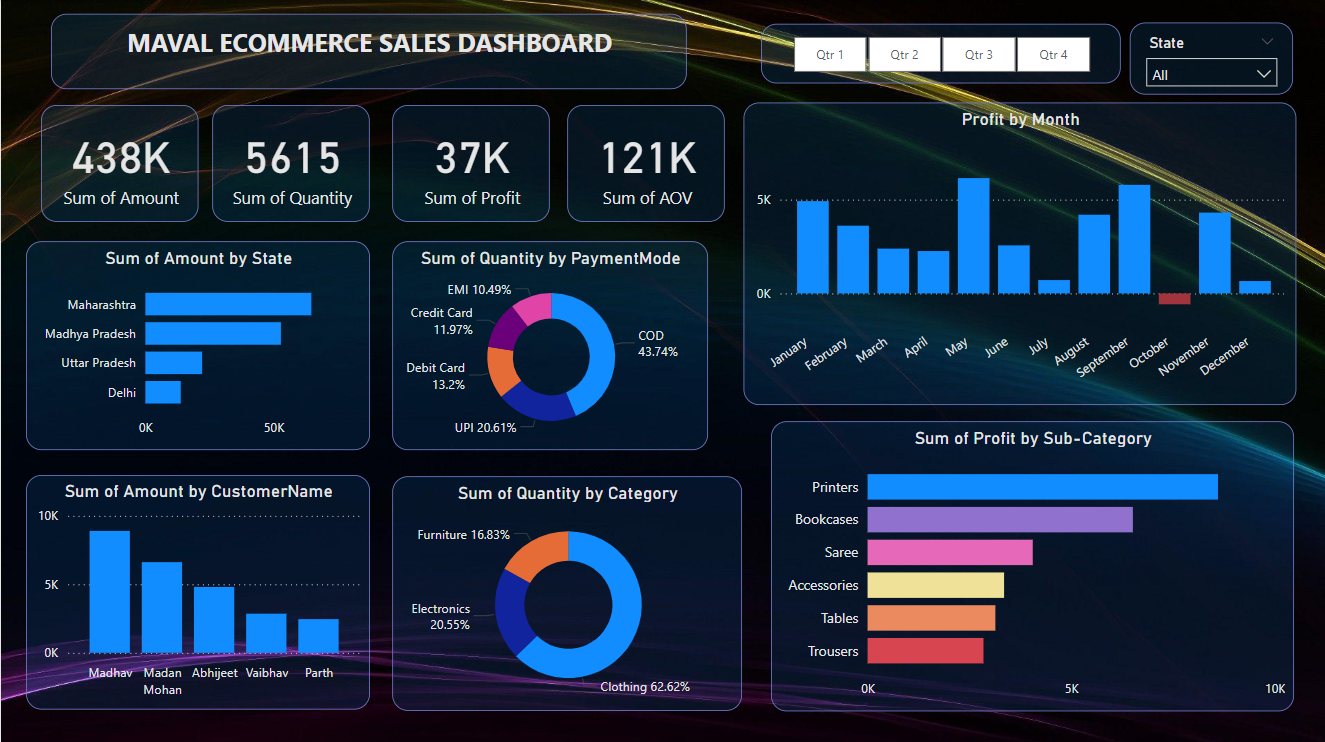 MAVAL ECOMMERCE SALES DASHBOARD
Qtr 1
Qtr 2
Qtr 3
Qtr 4
State
All
438K
Sum of Amount
5615
Sum of Quantity
37K
Sum of Profit
121K
Sum of AOV
Profit by Month
5K
0K
January
February
March
April
May
June
July
August
September
October
November
December
Sum of Amount by State
Maharashtra
Madhya Pradesh
Uttar Pradesh
Delhi
0K
50K
Sum of Quantity by PaymentMode
EMI 10.49%
Credit Card
11.97%
Debit Card
13.2%
UPI 20.61%
COD
43.74%
Sum of Amount by CustomerName
10K
5K
0K
Madhav
Madan
Mohan
Abhijeet
Vaibhav
Parth
Sum of Quantity by Category
Furniture 16.83%
Electronics
20.55%
Clothing 62.62%
Sum of Profit by Sub-Category
Printers
Bookcases
Saree
Accessories
Tables
Trousers
0K
5K
10K